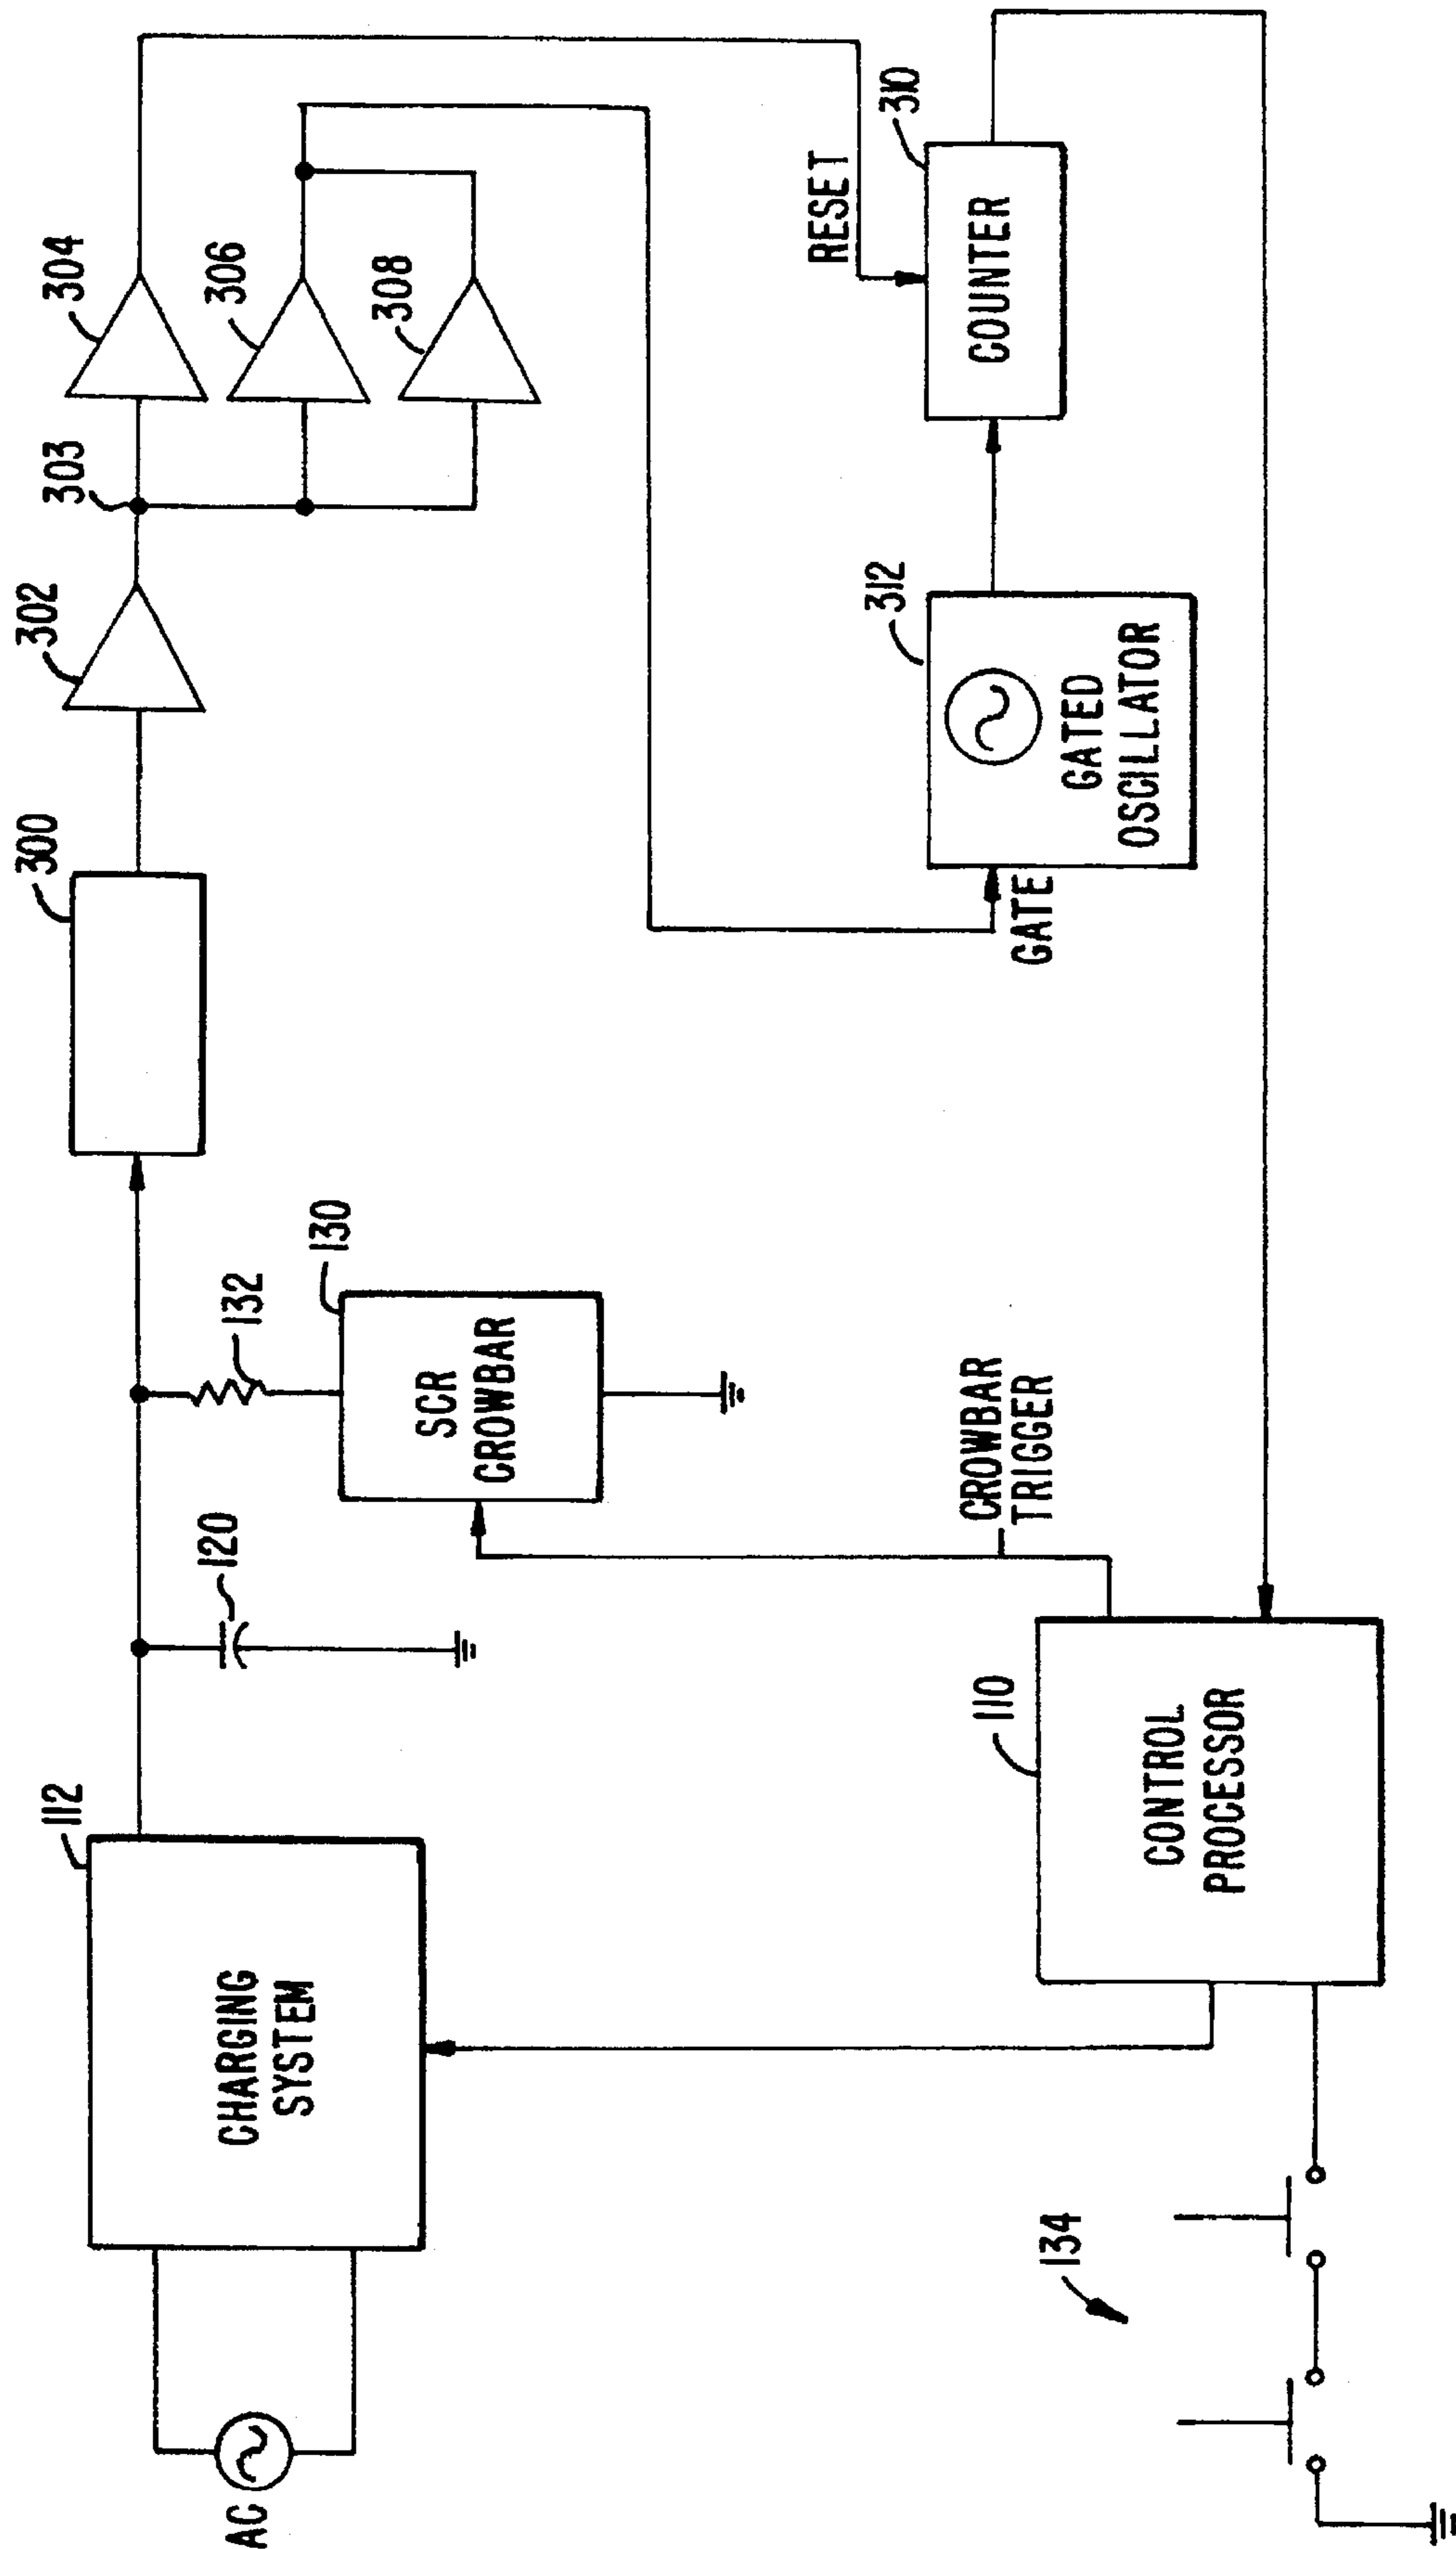 AC
112
CHARGING
SYSTEM
120
132
130
SCR
CROWBAR
300
302
303
304
306
308
CROWBAR
TRIGGER
RESET
310
COUNTER
312
GATED
OSCILLATOR
GATE
110
CONTROL
PROCESSOR
134